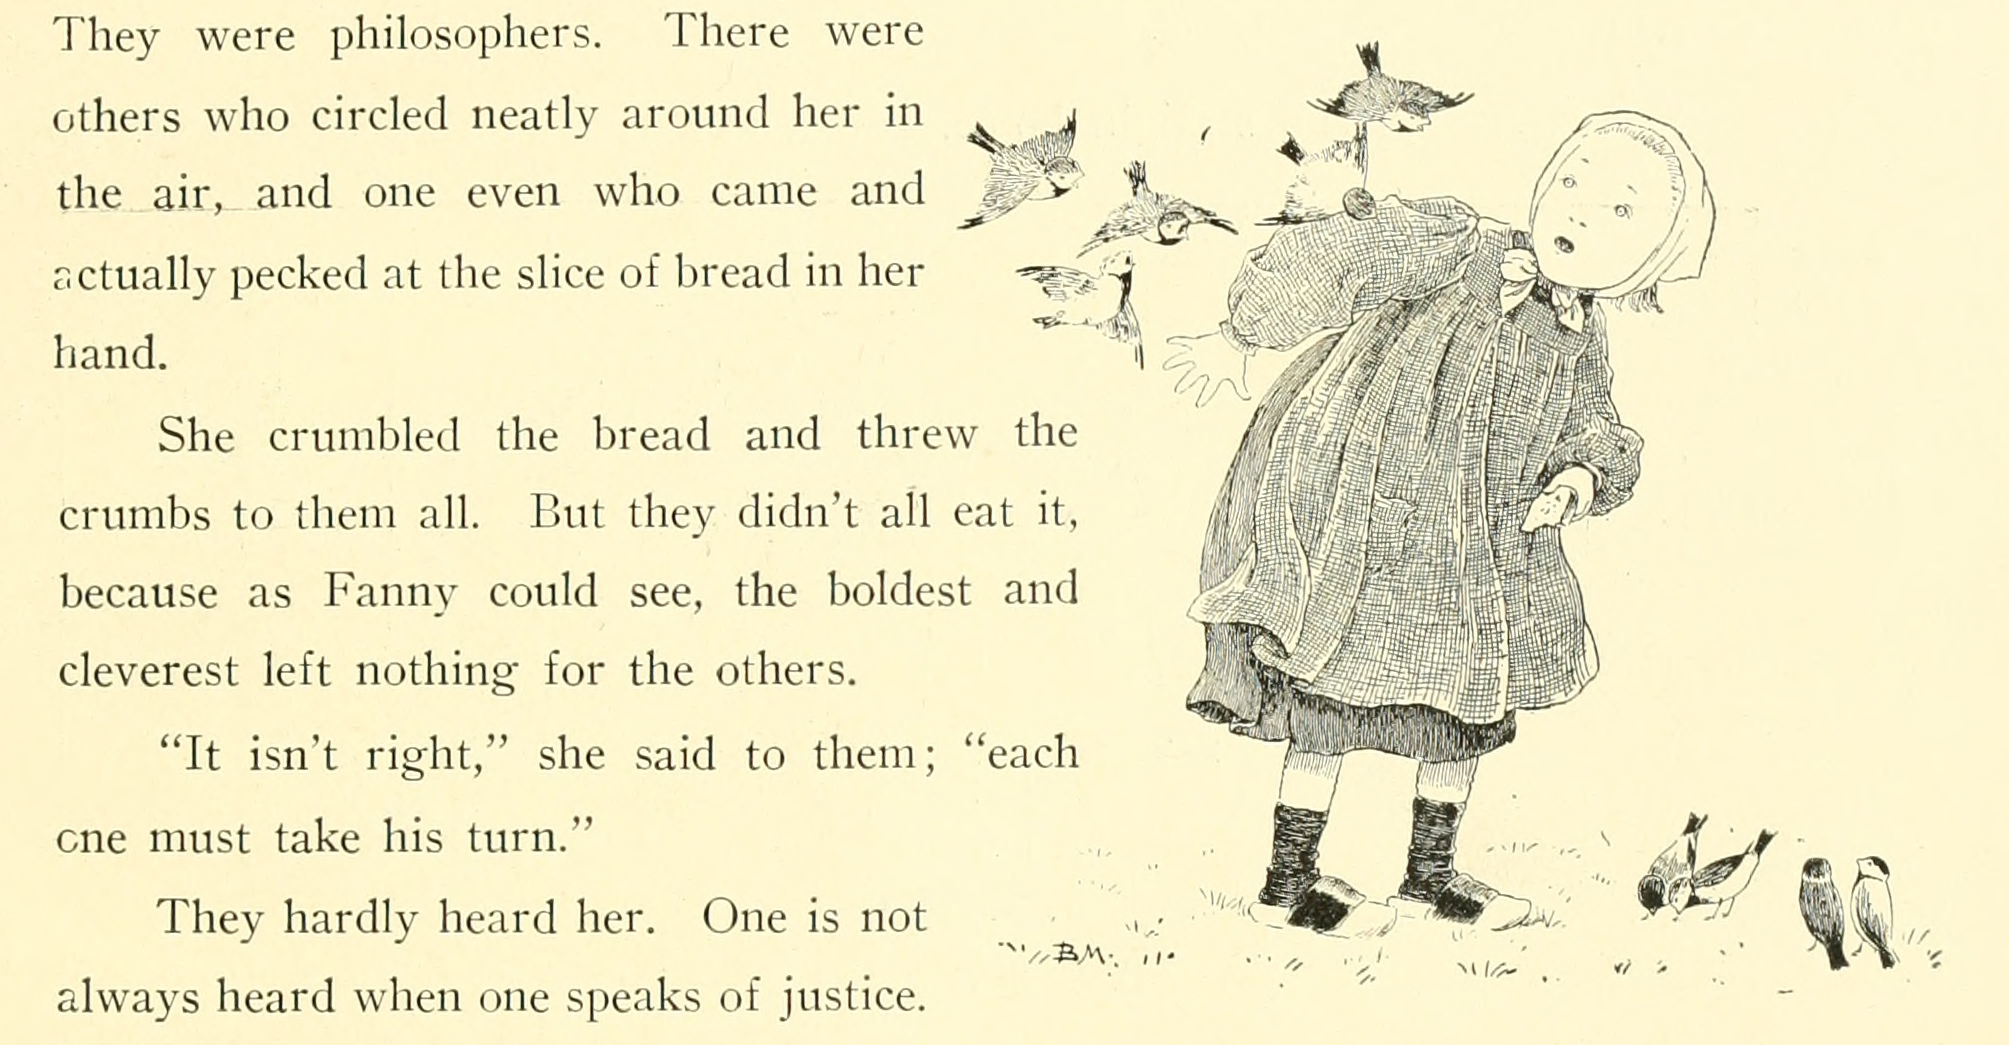 They were philosophers. There were
others who circled neatly around her in
the air, and one even who came and
actually pecked at the slice of bread in her
hand.
She crumbled the bread and threw the
crumbs to them all. But they didn't all eat it,
because as Fanny could see, the boldest and
cleverest left nothing for the others.
“It isn't right,” she said to them; “each
one must take his turn.”
They hardly heard her. One is not
always heard when one speaks of justice.
BM.